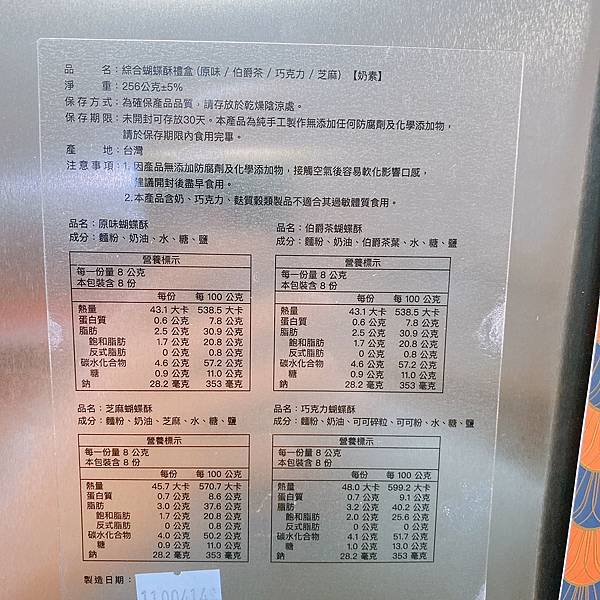 品　　名：綜合蝴蝶酥禮盒(原味 / 伯爵茶 / 巧克力 / 芝麻) 【奶素】
淨　　重：256公克±5%
保存方式：為確保產品品質，請存放於乾燥陰涼處。
保存期限：未開封可存放30天。本產品為純手工製作無添加任何防腐劑及化學添加物，
請於保存期限內食用完畢。
產　　地：台灣
注意事項：1.因產品無添加防腐劑及化學添加物，接觸空氣後容易軟化影響口感，
建議開封後盡早食用。
2.本產品含奶、巧克力、麩質穀類製品不適合其過敏體質食用。
品名：原味蝴蝶酥
成分：麵粉、奶油、水、糖、鹽
營養標示
每一份量 8 公克
本包裝含 8 份
每份 每 100 公克
熱量 43.1 大卡 538.5 大卡
蛋白質 0.6 公克 7.8 公克
脂肪 2.5 公克 30.9 公克
飽和脂肪 1.7 公克 20.8 公克
反式脂肪 0 公克 0.8 公克
碳水化合物 4.6 公克 57.2 公克
糖 0.9 公克 11.0 公克
鈉 28.2 毫克 353 毫克
品名：伯爵茶蝴蝶酥
成分：麵粉、奶油、伯爵茶葉、水、糖、鹽
營養標示
每一份量 8 公克
本包裝含 8 份
每份 每 100 公克
熱量 43.1 大卡 538.5 大卡
蛋白質 0.6 公克 7.8 公克
脂肪 2.5 公克 30.9 公克
飽和脂肪 1.7 公克 20.8 公克
反式脂肪 0 公克 0.8 公克
碳水化合物 4.6 公克 57.2 公克
糖 0.9 公克 11.0 公克
鈉 28.2 毫克 353 毫克
品名：芝麻蝴蝶酥
成分：麵粉、奶油、芝麻、水、糖、鹽
營養標示
每一份量 8 公克
本包裝含 8 份
每份 每 100 公克
熱量 45.7 大卡 570.7 大卡
蛋白質 0.7 公克 8.6 公克
脂肪 3.0 公克 37.6 公克
飽和脂肪 1.7 公克 20.8 公克
反式脂肪 0 公克 0.8 公克
碳水化合物 4.0 公克 50.2 公克
糖 0.9 公克 11.0 公克
鈉 28.2 毫克 353 毫克
品名：巧克力蝴蝶酥
成分：麵粉、奶油、可可碎粒、可可粉、水、糖、鹽
營養標示
每一份量 8 公克
本包裝含 8 份
每份 每 100 公克
熱量 48.0 大卡 599.2 大卡
蛋白質 0.7 公克 9.1 公克
脂肪 3.2 公克 40.2 公克
飽和脂肪 2.0 公克 25.6 公克
反式脂肪 0 公克 0 公克
碳水化合物 4.1 公克 51.7 公克
糖 1.0 公克 13.0 公克
鈉 28.2 毫克 353 毫克
製造日期：